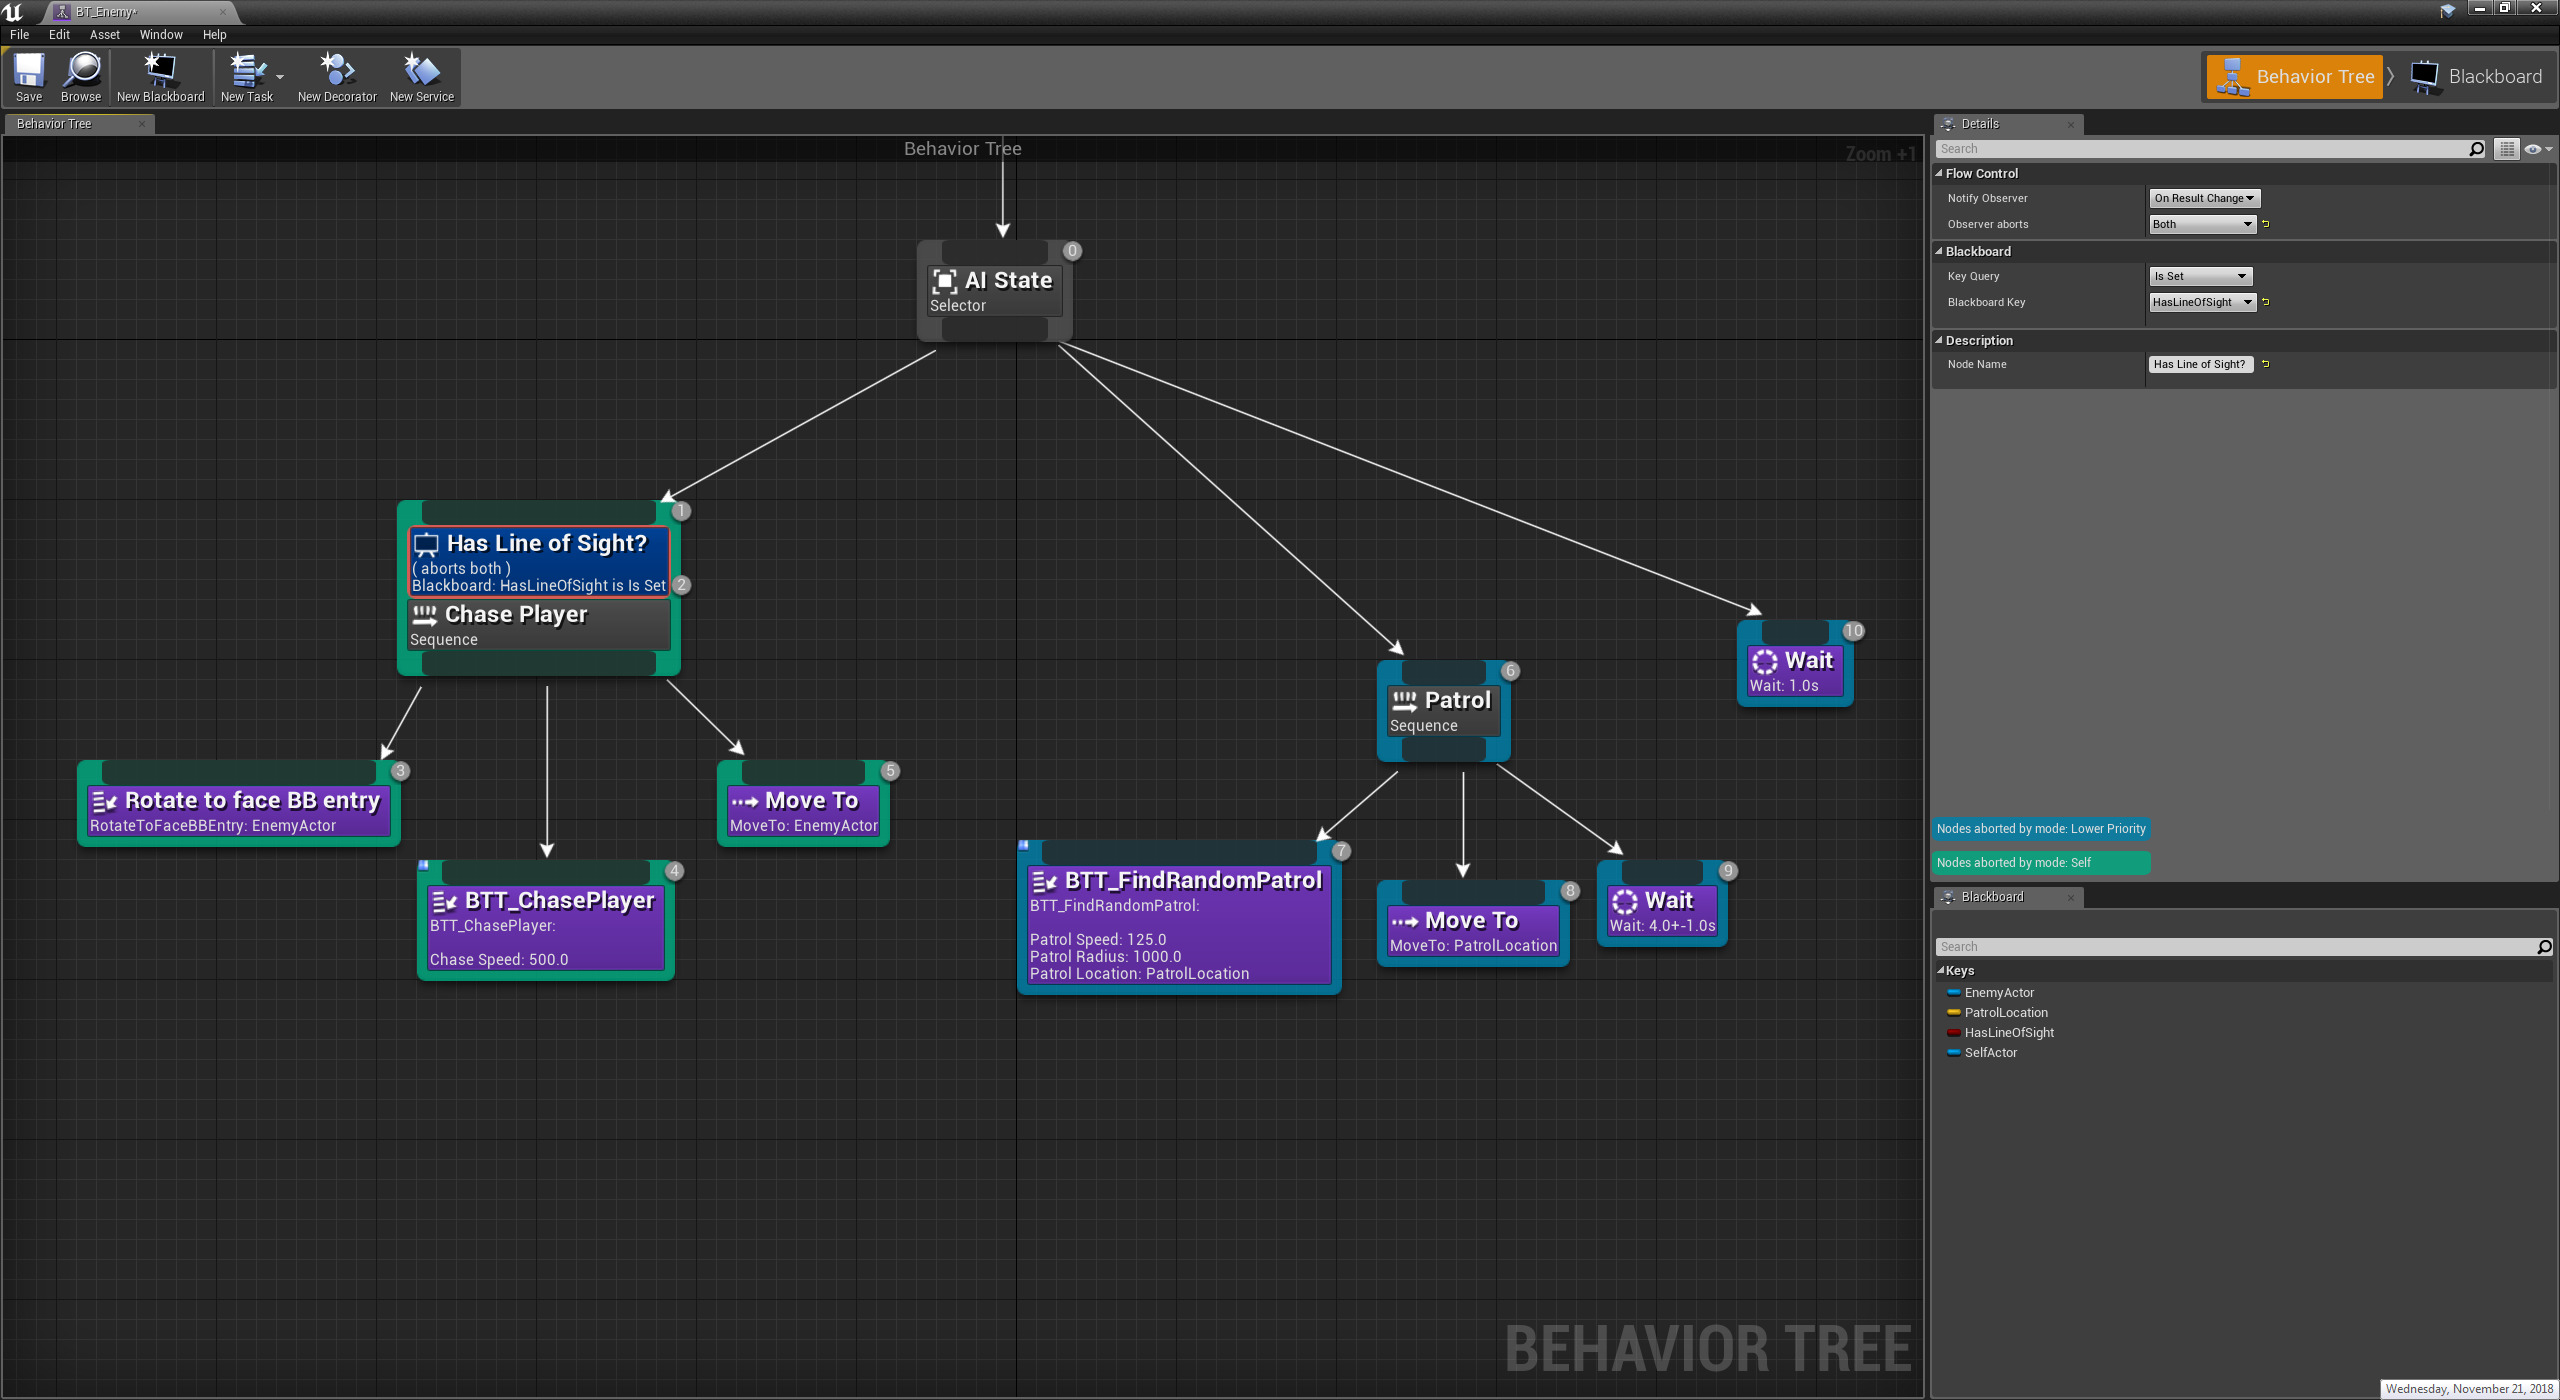 BT_Enemy*
File Edit Asset Window Help
Save Browse New Blackboard New Task New Decorator New Service
Behavior Tree Blackboard
Behavior Tree
Behavior Tree
Zoom +1
0
AI State
Selector
1
Has Line of Sight?
( aborts both )
Blackboard: HasLineOfSight is Is Set
2
Chase Player
Sequence
3
Rotate to face BB entry
RotateToFaceBBEntry: EnemyActor
4
BTT_ChasePlayer
BTT_ChasePlayer:
Chase Speed: 500.0
5
Move To
MoveTo: EnemyActor
6
Patrol
Sequence
7
BTT_FindRandomPatrol
BTT_FindRandomPatrol:
Patrol Speed: 125.0
Patrol Radius: 1000.0
Patrol Location: PatrolLocation
8
Move To
MoveTo: PatrolLocation
9
Wait
Wait: 4.0+-1.0s
10
Wait
Wait: 1.0s
BEHAVIOR TREE
Details
Search
Flow Control
Notify Observer On Result Change
Observer aborts Both
Blackboard
Key Query Is Set
Blackboard Key HasLineOfSight
Description
Node Name Has Line of Sight?
Nodes aborted by mode: Lower Priority
Nodes aborted by mode: Self
Blackboard
Search
Keys
EnemyActor
PatrolLocation
HasLineOfSight
SelfActor
Wednesday, November 21, 2018